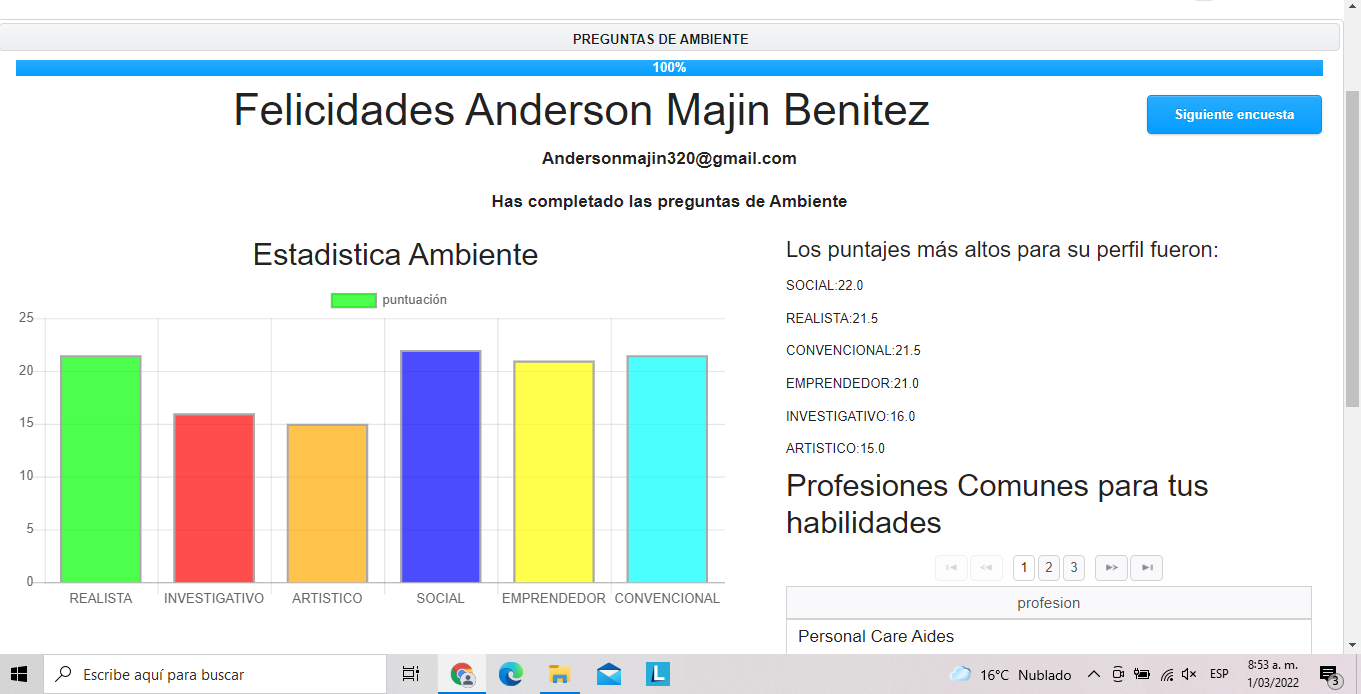 PREGUNTAS DE AMBIENTE
100%
Felicidades Anderson Majin Benitez
Siguiente encuesta
Andersonmajin320@gmail.com
Has completado las preguntas de Ambiente
Estadistica Ambiente
puntuación
25
20
15
10
5
0
REALISTA INVESTIGATIVO ARTISTICO SOCIAL EMPRENDEDOR CONVENCIONAL
Los puntajes más altos para su perfil fueron:
SOCIAL:22.0
REALISTA:21.5
CONVENCIONAL:21.5
EMPRENDEDOR:21.0
INVESTIGATIVO:16.0
ARTISTICO:15.0
Profesiones Comunes para tus
habilidades
1 2 3
profesion
Personal Care Aides
Escribe aquí para buscar
L
16°C Nublado
ESP
8:53 a. m.
1/03/2022
3